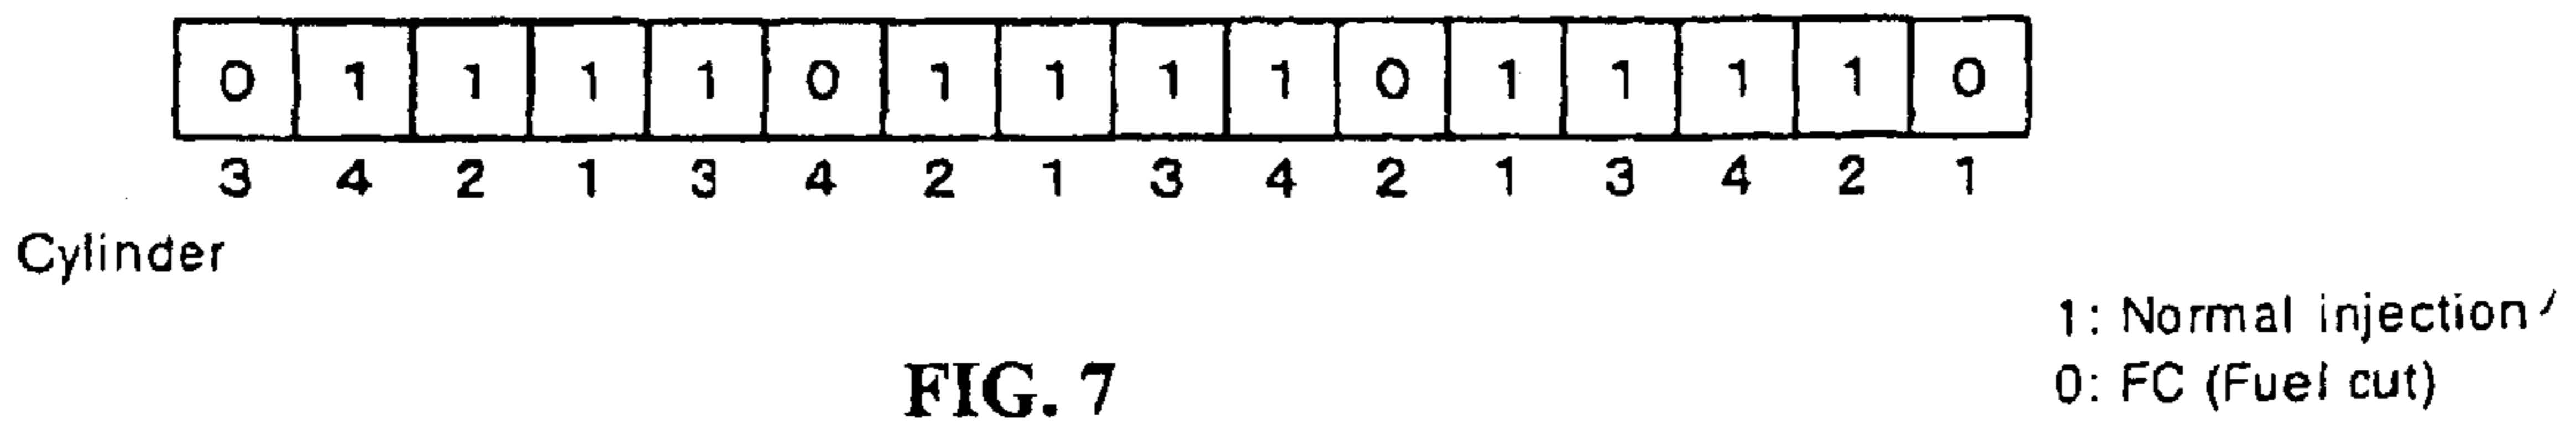 0 1 1 1 1 0 1 1 1 1 0 1 1 1 1 0
3 4 2 1 3 4 2 1 3 4 2 1 3 4 2 1
Cylinder
1: Normal injection
0: FC (Fuel cut)
FIG. 7